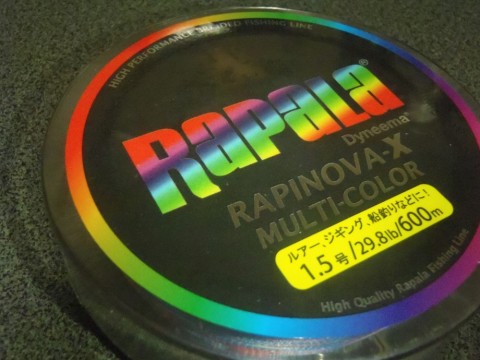 HIGH PERFORMANCE BRAIDED FISHING LINE
Rapala®
Dyneema®
RAPINOVA-X
MULTI-COLOR
ルアー、ジギング、船釣りなどに!
1.5号/29.8lb/600m
High Quality Rapala Fishing Line